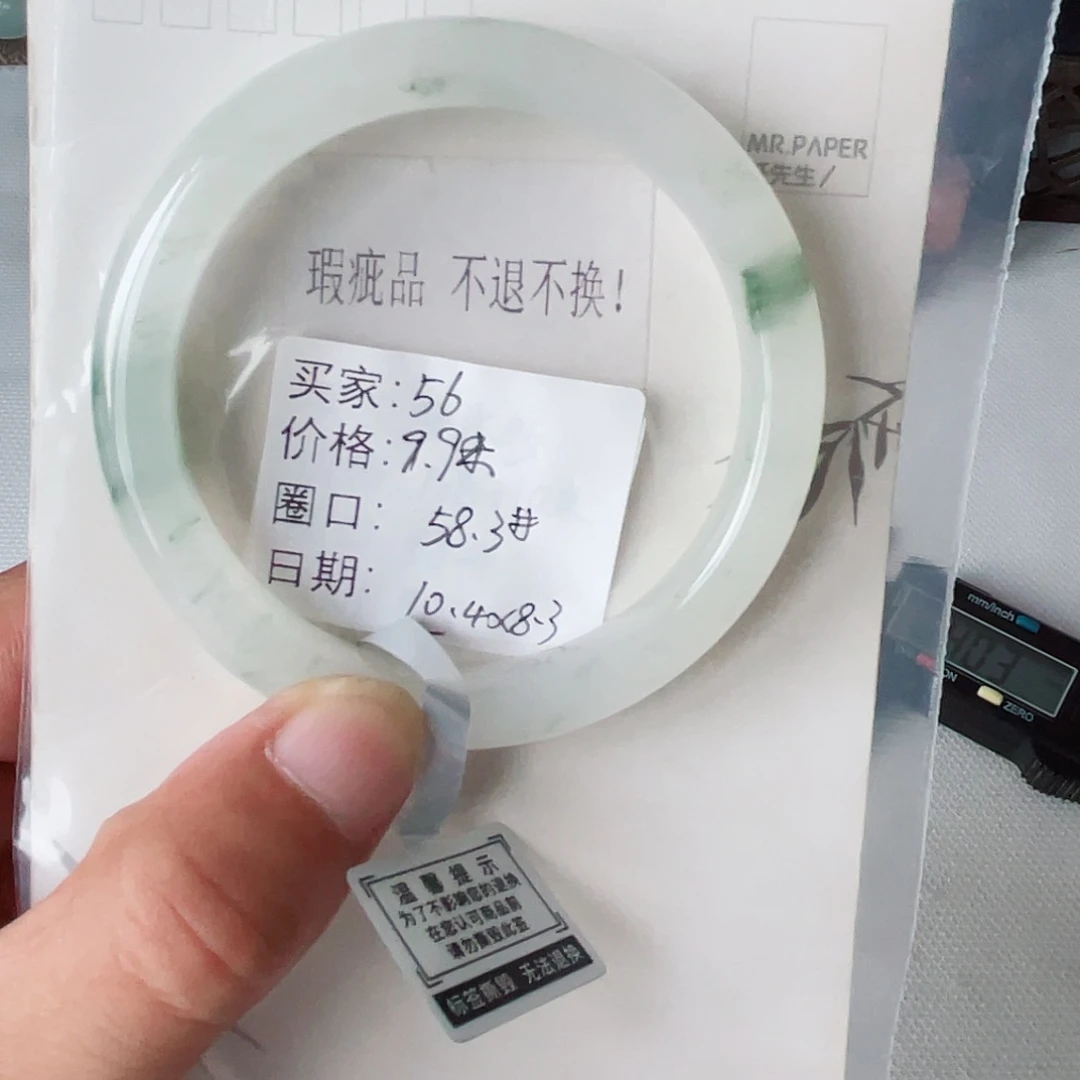 MR.PAPER
先生/
瑕疵品 不退不换!
买家:56
价格:9.9米
圈口: 58.3#
日期: 10.4x8.3
mm/inch
ZERO
温馨提示
为了不影响您的退换
在您认可商品前
请勿撕毁此签
标签撕毁 无法退换